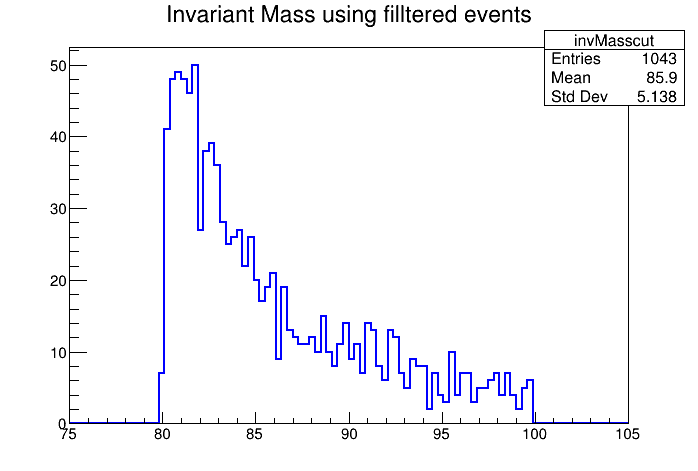 Invariant Mass using filltered events
invMasscut
Entries 1043
Mean 85.9
Std Dev 5.138
50
40
30
20
10
0
75 80 85 90 95 100 105